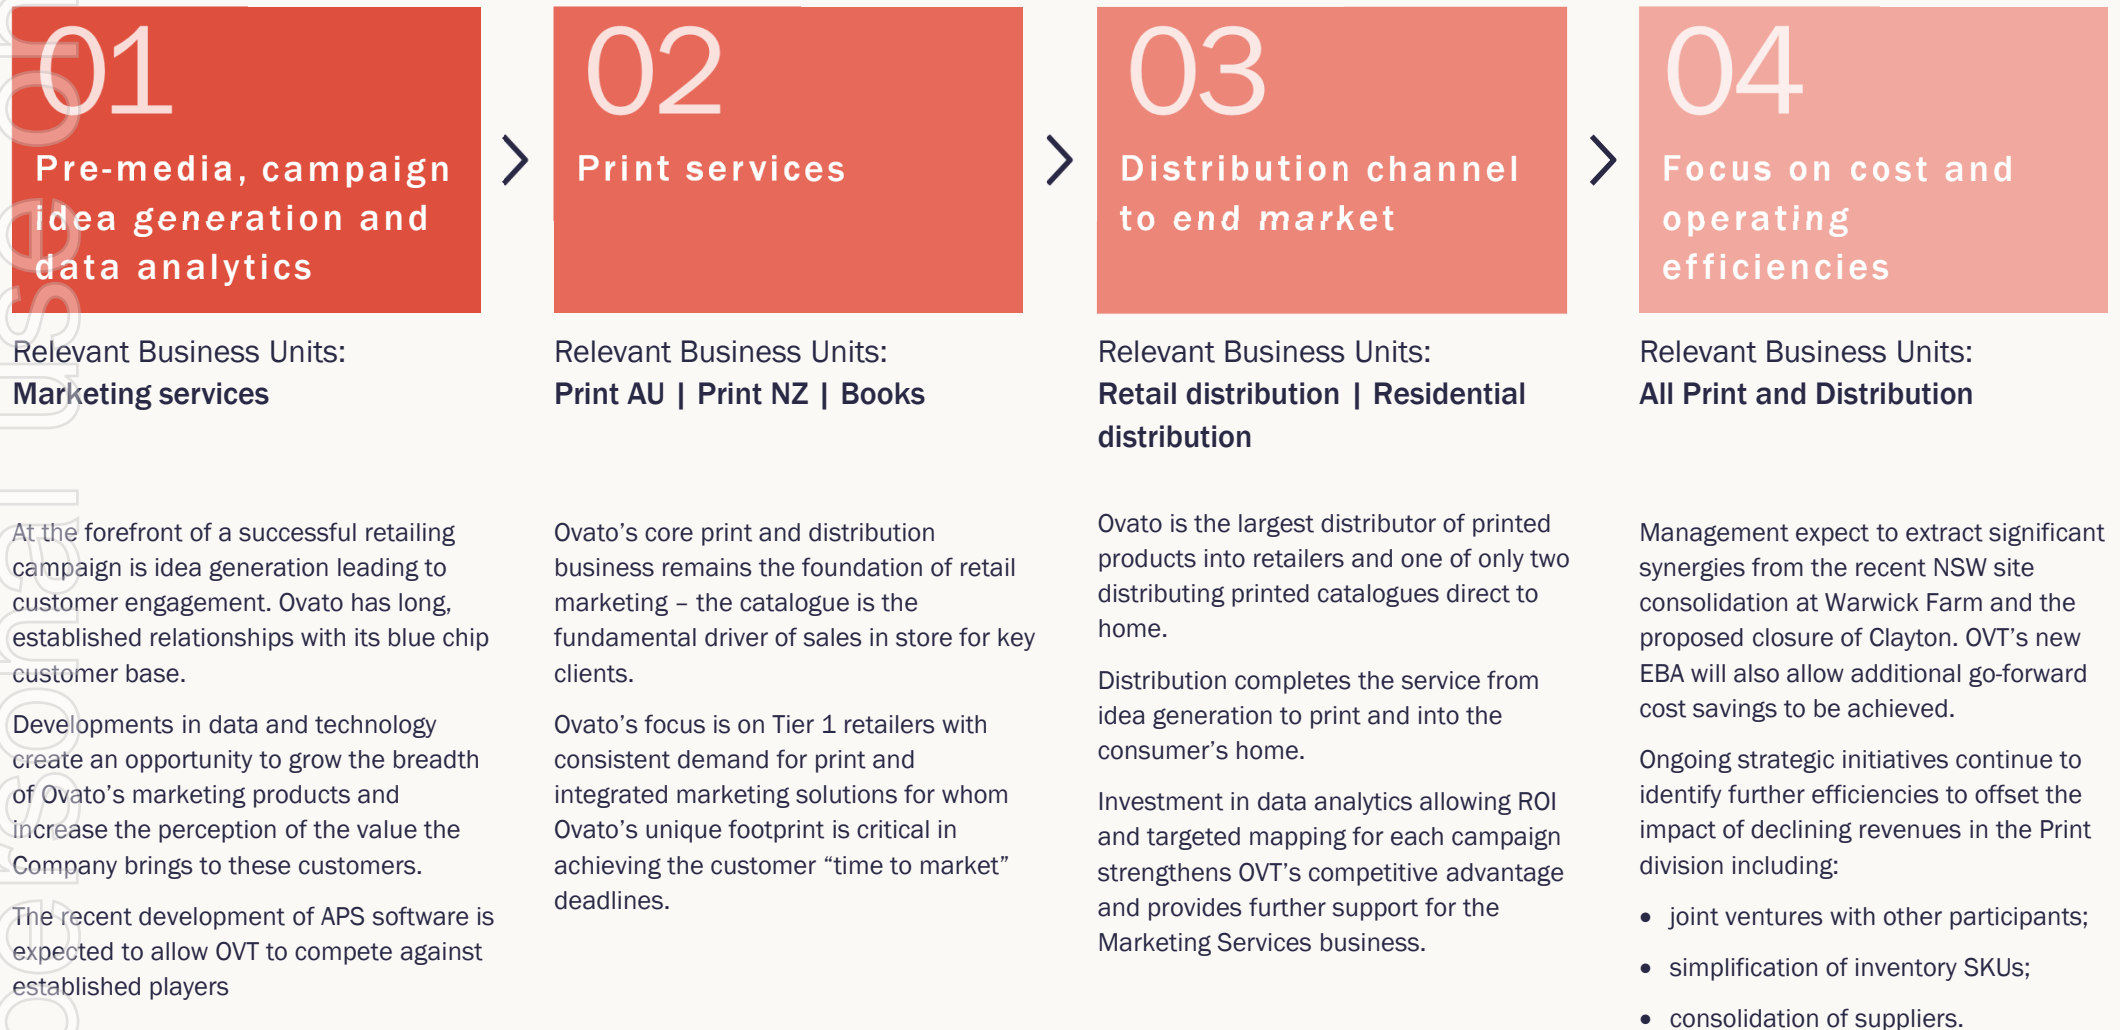 01
Pre-media, campaign
idea generation and
data analytics
Relevant Business Units:
Marketing services
At the forefront of a successful retailing
campaign is idea generation leading to
customer engagement. Ovato has long,
established relationships with its blue chip
customer base.
Developments in data and technology
create an opportunity to grow the breadth
of Ovato’s marketing products and
increase the perception of the value the
Company brings to these customers.
The recent development of APS software is
expected to allow OVT to compete against
established players
02
Print services
Relevant Business Units:
Print AU | Print NZ | Books
Ovato’s core print and distribution
business remains the foundation of retail
marketing – the catalogue is the
fundamental driver of sales in store for key
clients.
Ovato’s focus is on Tier 1 retailers with
consistent demand for print and
integrated marketing solutions for whom
Ovato’s unique footprint is critical in
achieving the customer “time to market”
deadlines.
03
Distribution channel
to end market
Relevant Business Units:
Retail distribution | Residential
distribution
Ovato is the largest distributor of printed
products into retailers and one of only two
distributing printed catalogues direct to
home.
Distribution completes the service from
idea generation to print and into the
consumer’s home.
Investment in data analytics allowing ROI
and targeted mapping for each campaign
strengthens OVT’s competitive advantage
and provides further support for the
Marketing Services business.
04
Focus on cost and
operating
efficiencies
Relevant Business Units:
All Print and Distribution
Management expect to extract significant
synergies from the recent NSW site
consolidation at Warwick Farm and the
proposed closure of Clayton. OVT’s new
EBA will also allow additional go-forward
cost savings to be achieved.
Ongoing strategic initiatives continue to
identify further efficiencies to offset the
impact of declining revenues in the Print
division including:
• joint ventures with other participants;
• simplification of inventory SKUs;
• consolidation of suppliers.
personal use on